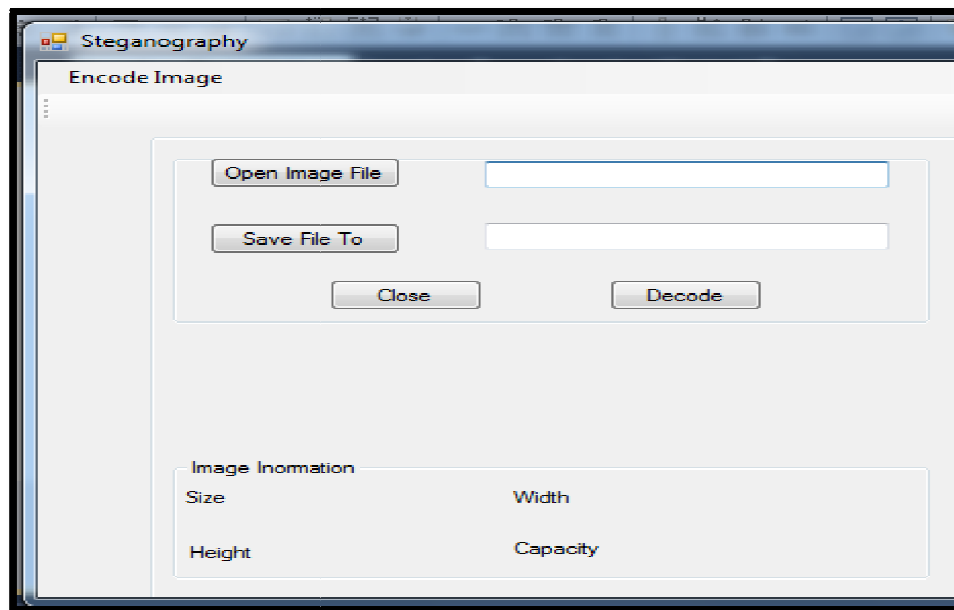 Steganography
Encode Image
Open Image File
Save File To
Close Decode
Image Inormation
Size Width
Height Capacity